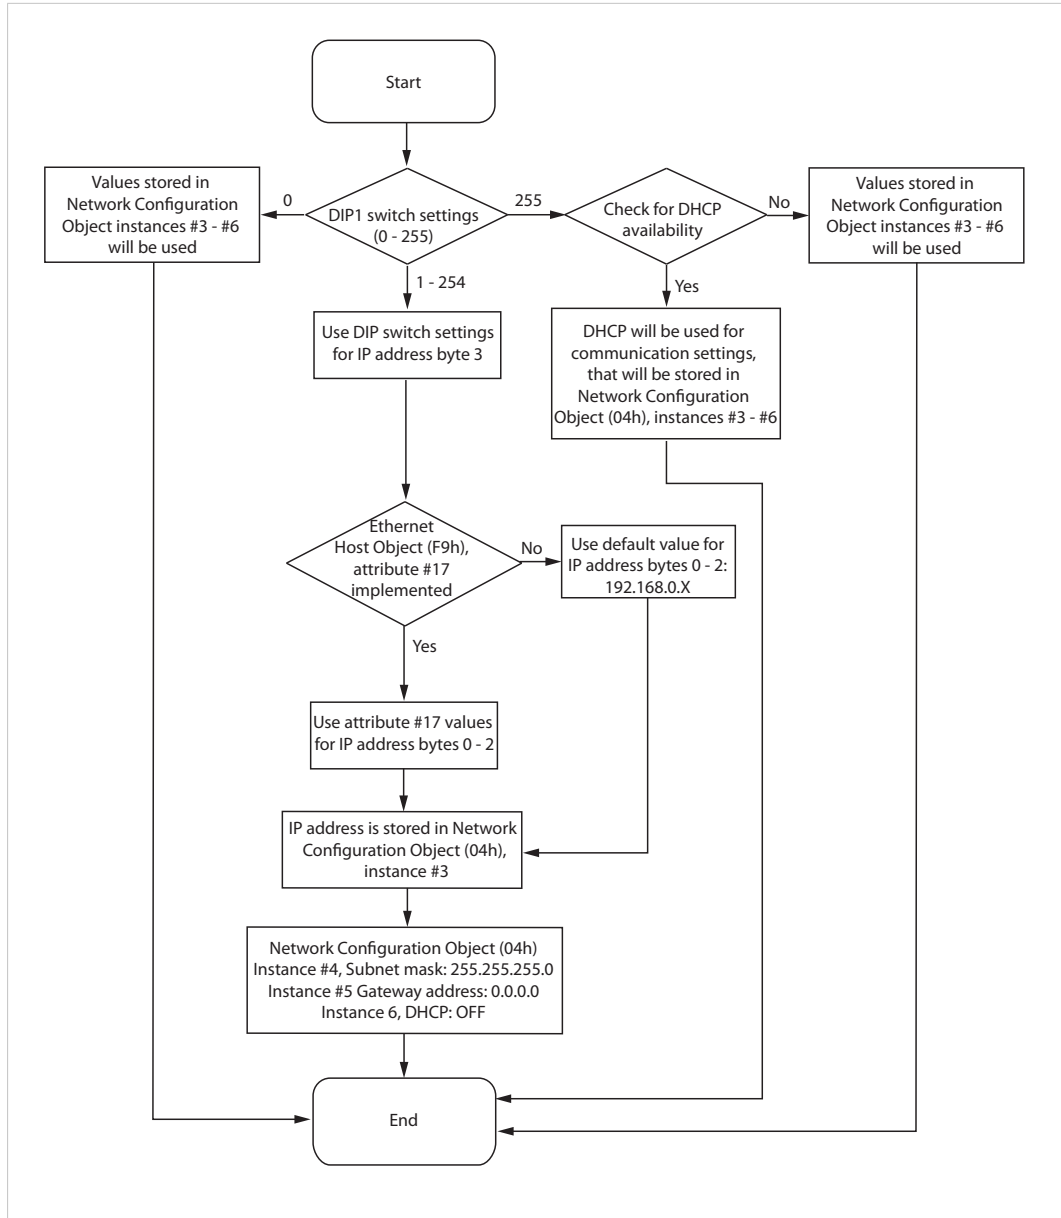 Start
Values stored in
Network Configuration
Object instances #3 - #6
will be used
0
DIP1 switch settings
(0 - 255)
255
Check for DHCP
availability
No
Values stored in
Network Configuration
Object instances #3 - #6
will be used
1 - 254
Yes
Use DIP switch settings
for IP address byte 3
DHCP will be used for
communication settings,
that will be stored in
Network Configuration
Object (04h), instances #3 - #6
Ethernet
Host Object (F9h),
attribute #17
implemented
No
Use default value for
IP address bytes 0 - 2:
192.168.0.X
Yes
Use attribute #17 values
for IP address bytes 0 - 2
IP address is stored in Network
Configuration Object (04h),
instance #3
Network Configuration Object (04h)
Instance #4, Subnet mask: 255.255.255.0
Instance #5 Gateway address: 0.0.0.0
Instance 6, DHCP: OFF
End